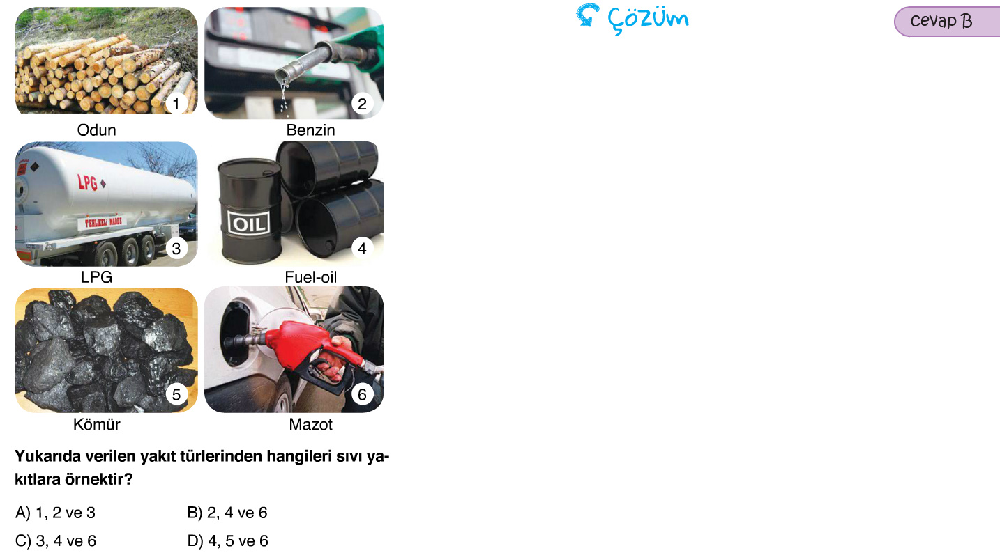 1
2
Odun
Benzin
LPG
TEHLİKELİ MADDE
3
OIL
4
LPG
Fuel-oil
5
6
Kömür
Mazot
Yukarıda verilen yakıt türlerinden hangileri sıvı ya-
kıtlara örnektir?
A) 1, 2 ve 3
B) 2, 4 ve 6
C) 3, 4 ve 6
D) 4, 5 ve 6
Çözüm
cevap B